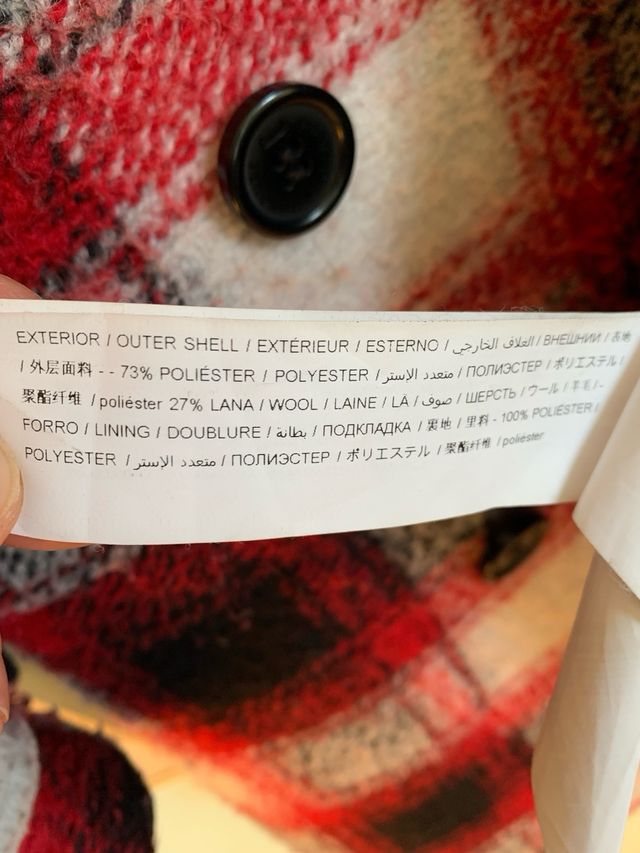 EXTERIOR / OUTER SHELL / EXTÉRIEUR / ESTERNO / الغلاف الخارجي / ВНЕШНИИ / 表地
/ 外层面料 - - 73% POLIÉSTER / POLYESTER / متعدد الإستر / ПОЛИЭСТЕР / ポリエステル /
聚酯纤维 / poliéster 27% LANA / WOOL / LAINE / LÃ / صوف / ШЕРСТЬ / ウール / 羊毛 / -
FORRO / LINING / DOUBLURE / بطانة / ПОДКЛАДКА / 裏地 / 里料 - 100% POLIÉSTER /
POLYESTER / متعدد الإستر / ПОЛИЭСТЕР / ポリエステル / 聚酯纤维 / poliéster